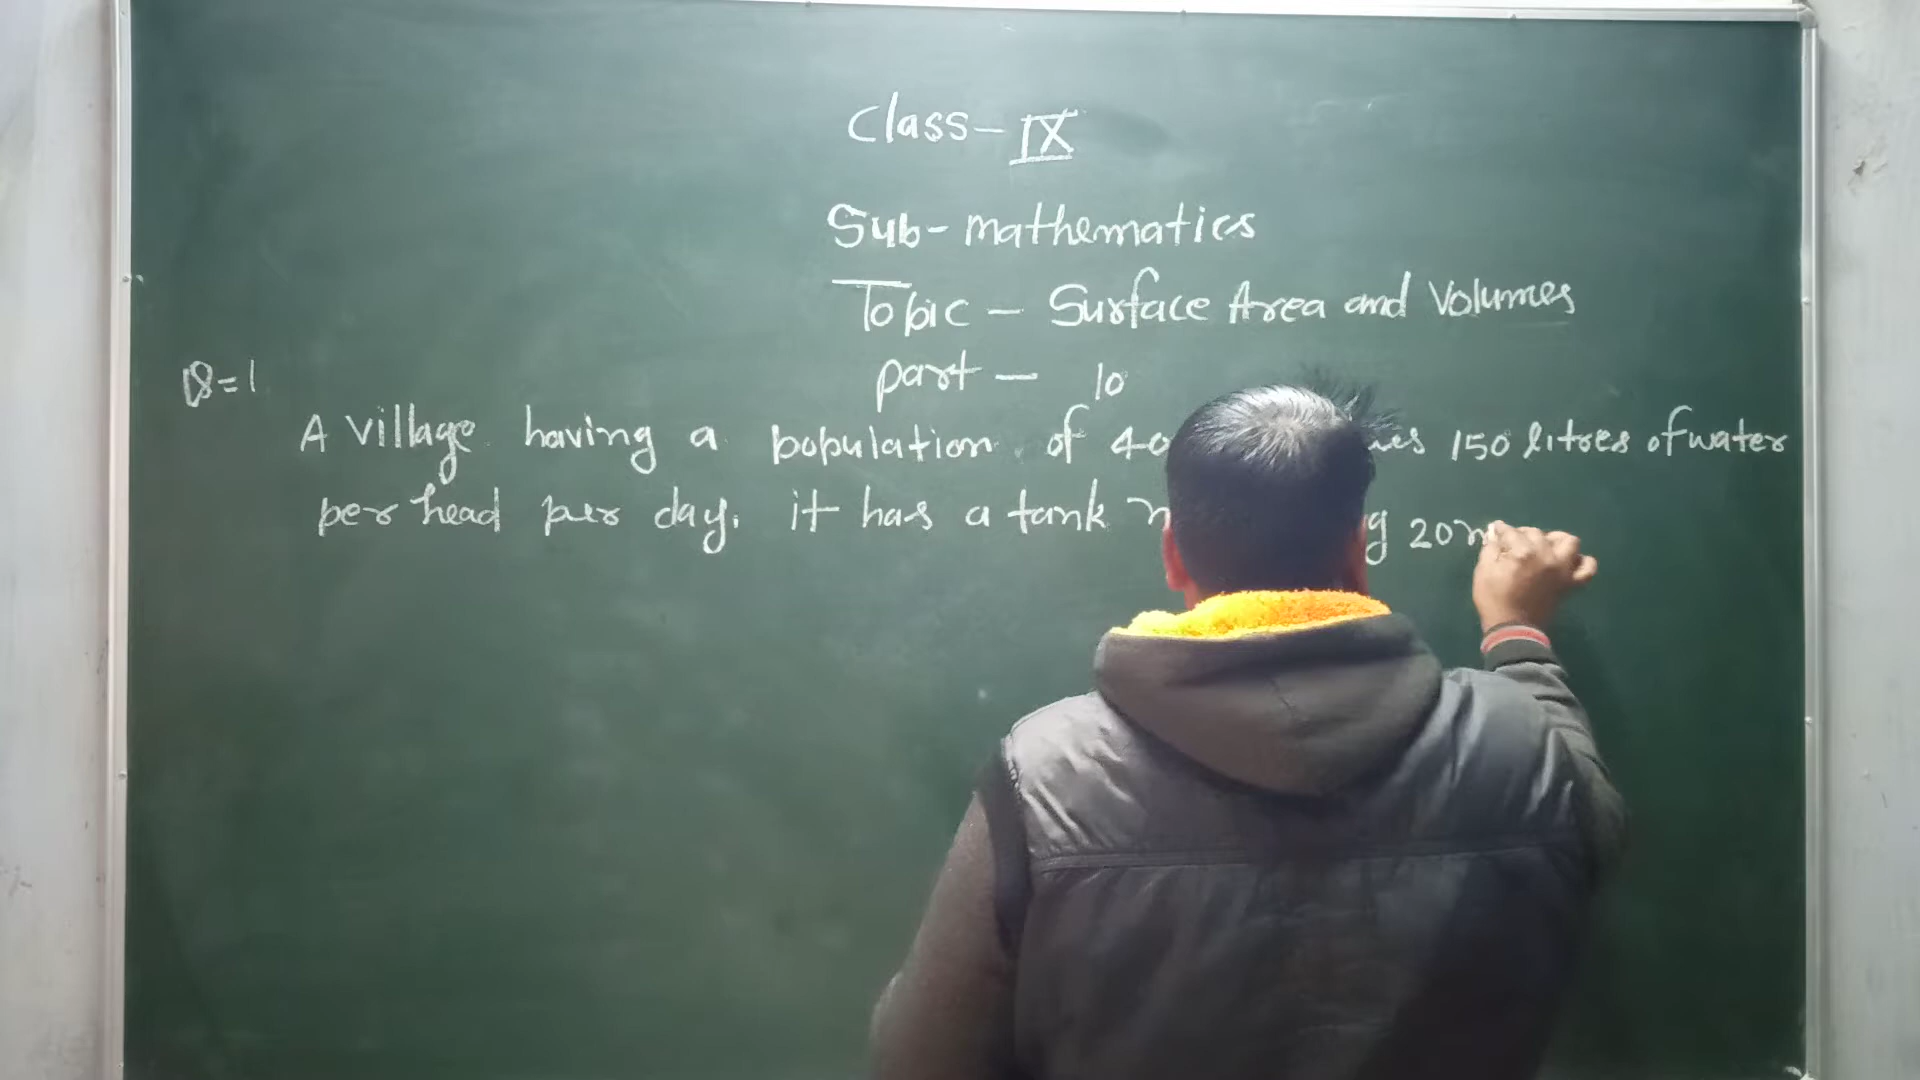 Class - IX
Sub - mathematics
Topic - Surface Area and Volumes
part - 10
Q=1
A village having a population of 40 150 litres of water
per head per day. it has a tank 20m